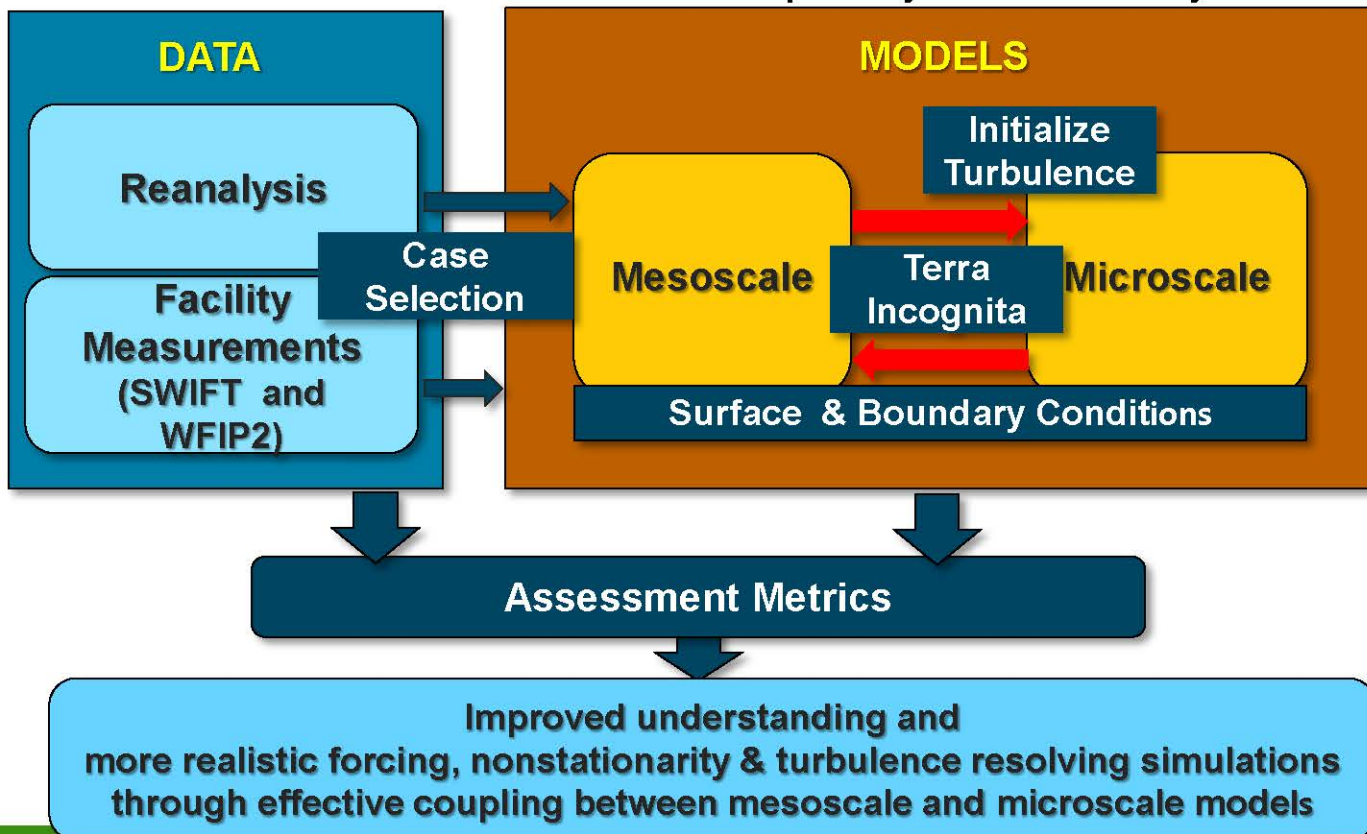 DATA
Reanalysis
Facility
Measurements
(SWIFT and
WFIP2)
Case
Selection
MODELS
Initialize
Turbulence
Mesoscale
Terra
Incognita
Microscale
Surface & Boundary Conditions
Assessment Metrics
Improved understanding and
more realistic forcing, nonstationarity & turbulence resolving simulations
through effective coupling between mesoscale and microscale models